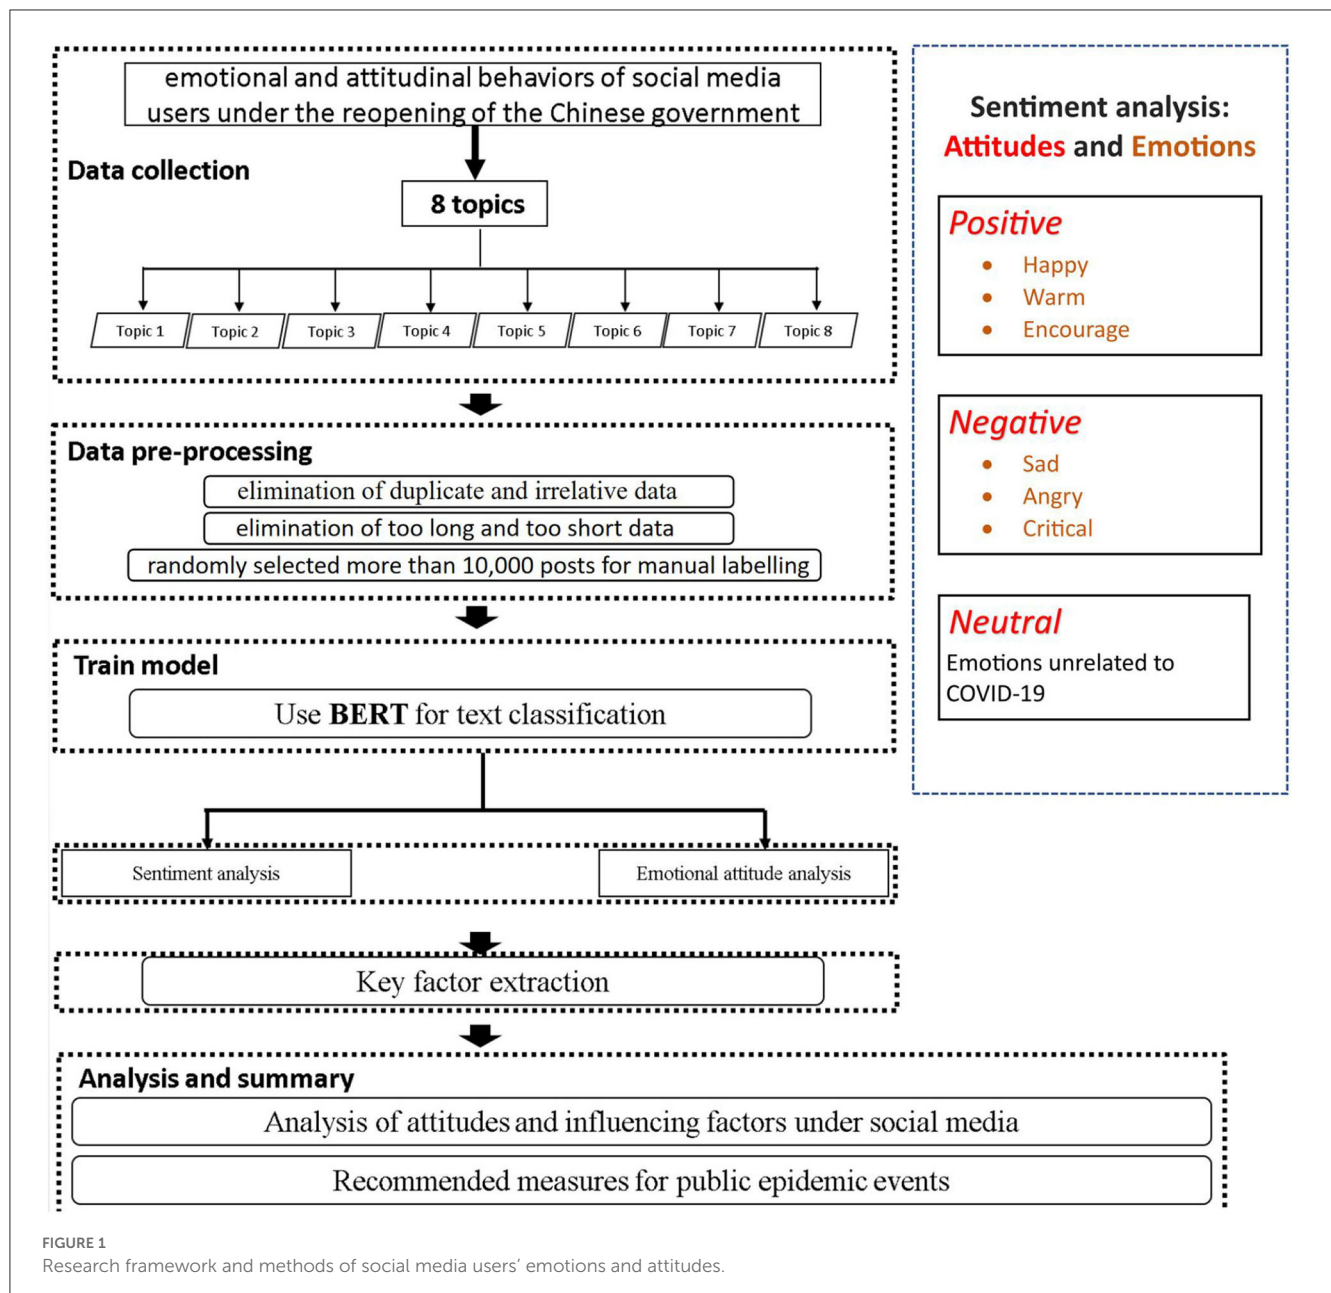 emotional and attitudinal behaviors of social media
users under the reopening of the Chinese government
Data collection
8 topics
Topic 1
Topic 2
Topic 3
Topic 4
Topic 5
Topic 6
Topic 7
Topic 8
Data pre-processing
elimination of duplicate and irrelative data
elimination of too long and too short data
randomly selected more than 10,000 posts for manual labelling
Train model
Use BERT for text classification
Sentiment analysis
Emotional attitude analysis
Key factor extraction
Analysis and summary
Analysis of attitudes and influencing factors under social media
Recommended measures for public epidemic events
Sentiment analysis:
Attitudes and Emotions
Positive
• Happy
• Warm
• Encourage
Negative
• Sad
• Angry
• Critical
Neutral
Emotions unrelated to
COVID-19
FIGURE 1
Research framework and methods of social media users' emotions and attitudes.